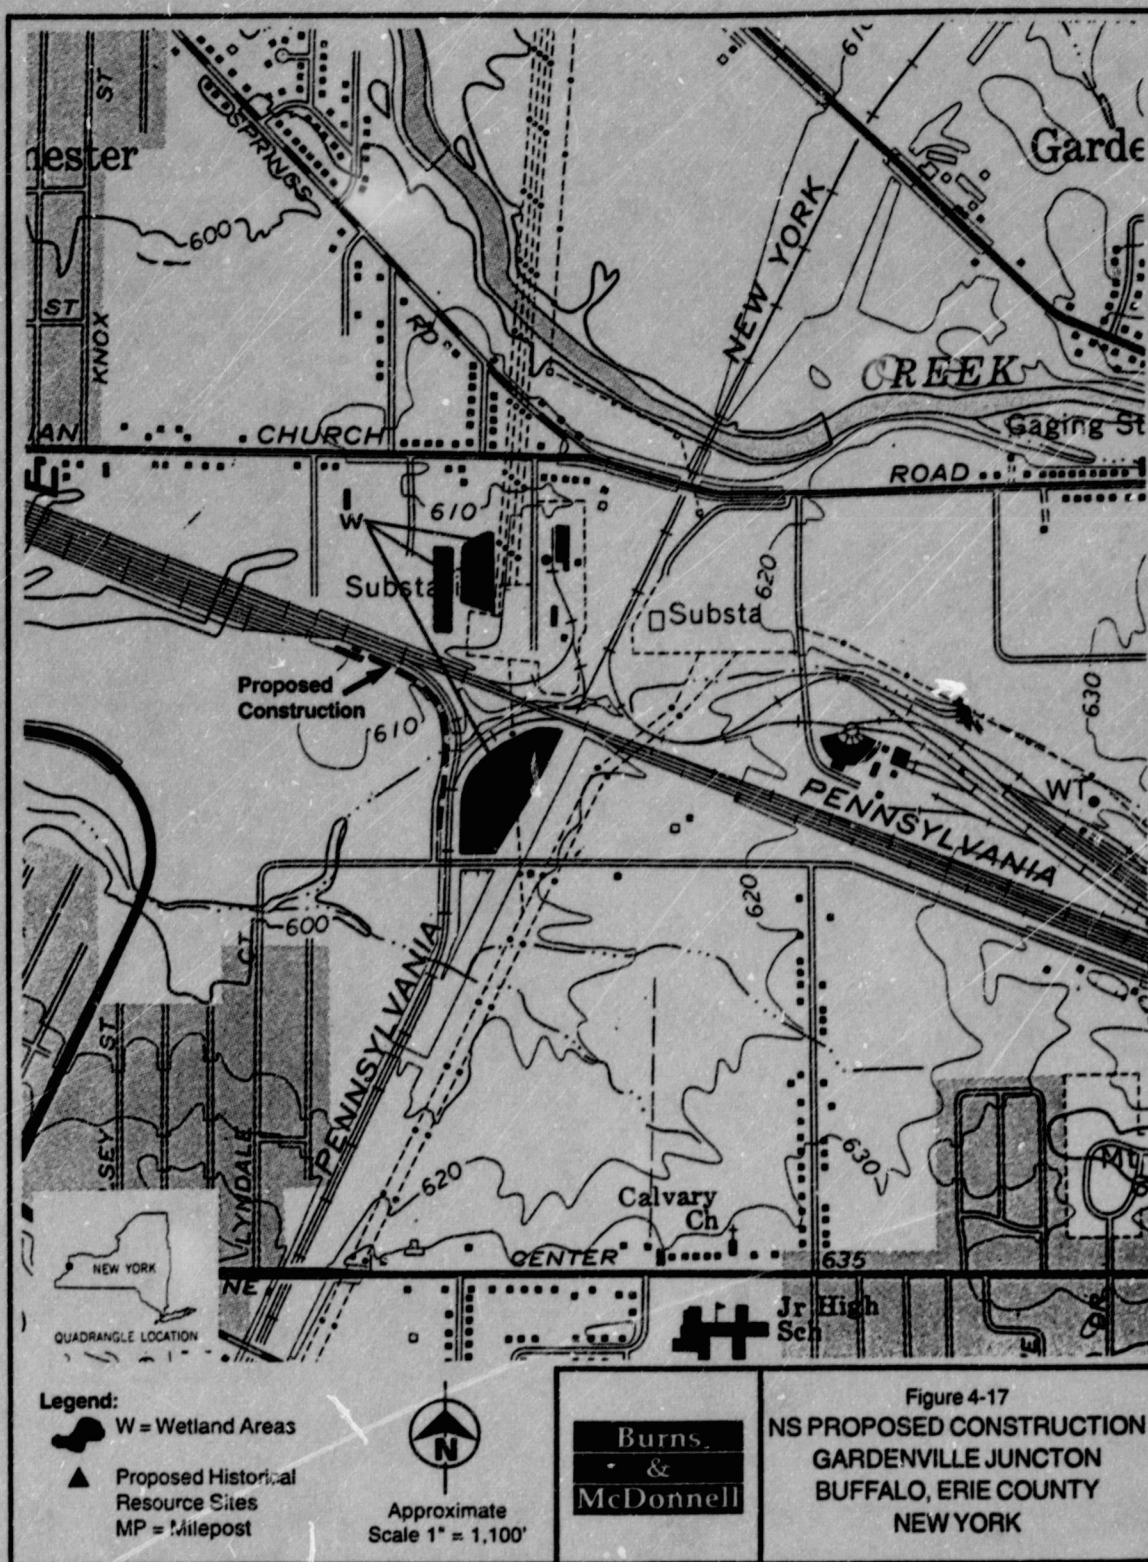 ST
SPRINGS
600
ST
KNOX
RD
610
NEW YORK
CREEK
Gaging St
AN
CHURCH
ROAD
W
610
Substa
Substa
620
630
Proposed
Construction
610
WT
PENNSYLVANIA
620
600
CT
PENNSYLVANIA
ST
SEY
LYNDALE
620
630
Calvary
Ch
CENTER
635
NE
Jr High
Sch
DR
E
NEW YORK
QUADRANGLE LOCATION
Legend:
W = Wetland Areas
Proposed Historical
Resource Sites
MP = Milepost
N
Approximate
Scale 1" = 1,100'
Burns
&
McDonnell
Figure 4-17
NS PROPOSED CONSTRUCTION
GARDENVILLE JUNCTON
BUFFALO, ERIE COUNTY
NEW YORK